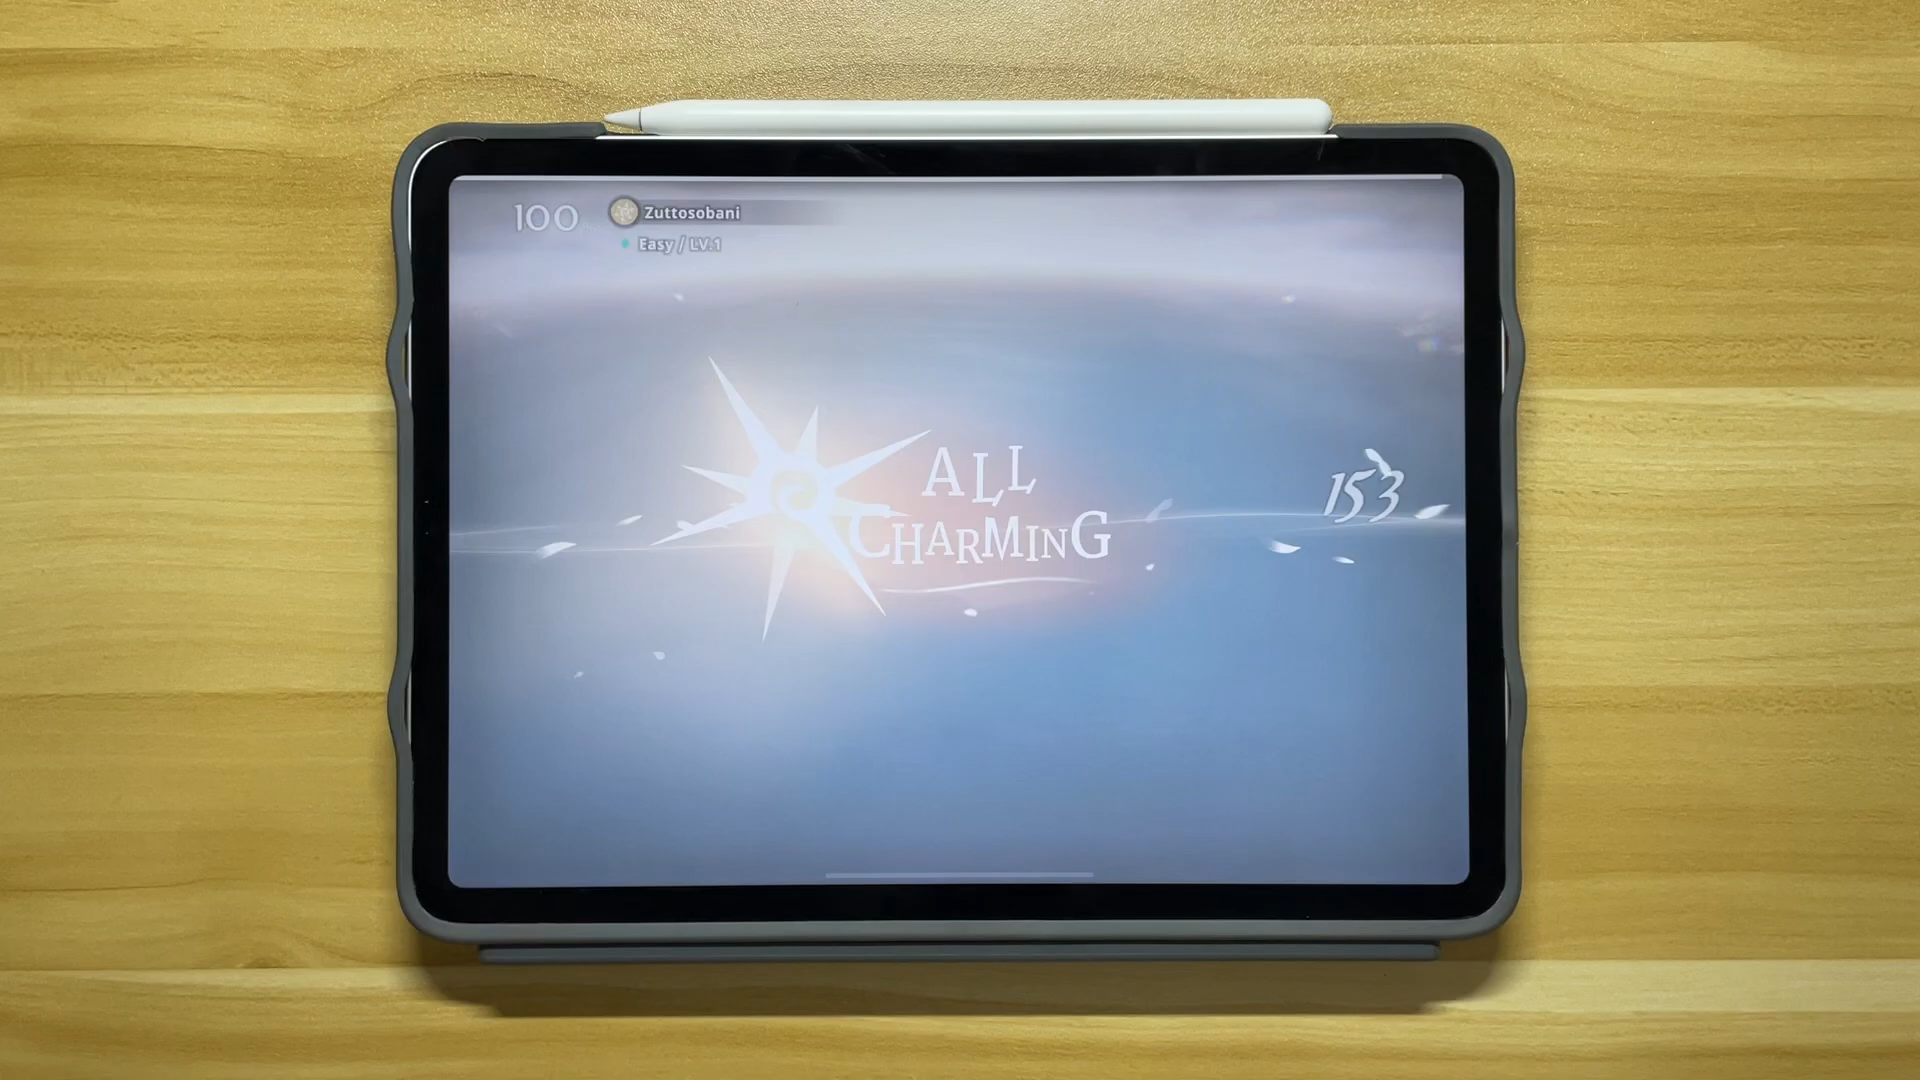 100
Zuttosobani
Easy / LV.1
ALL
CHARMING
153